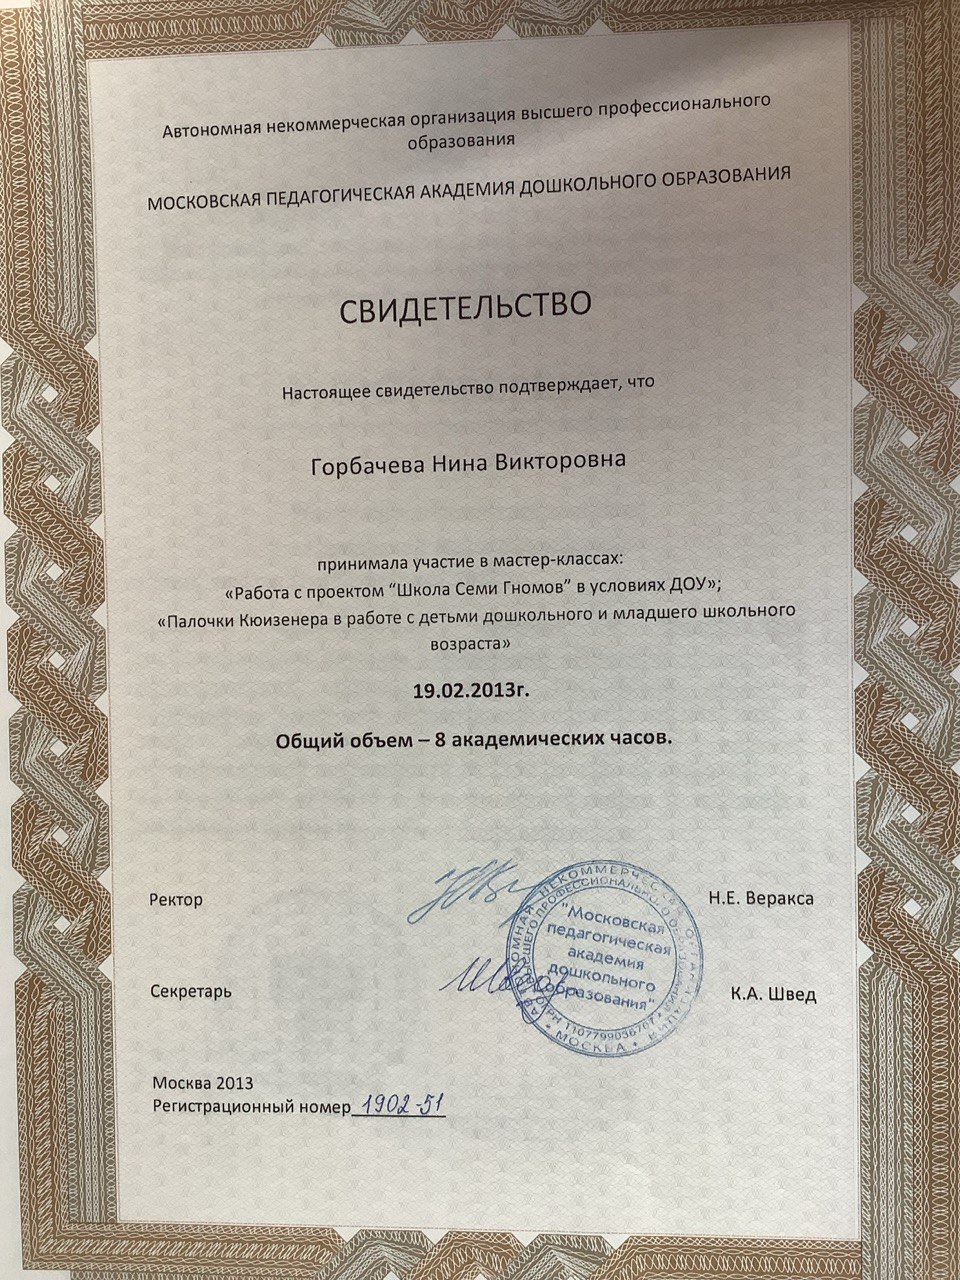 Автономная некоммерческая организация высшего профессионального
образования
МОСКОВСКАЯ ПЕДАГОГИЧЕСКАЯ АКАДЕМИЯ ДОШКОЛЬНОГО ОБРАЗОВАНИЯ
СВИДЕТЕЛЬСТВО
Настоящее свидетельство подтверждает, что
Горбачева Нина Викторовна
принимала участие в мастер-классах:
«Работа с проектом “Школа Семи Гномов” в условиях ДОУ»;
«Палочки Кюизенера в работе с детьми дошкольного и младшего школьного
возраста»
19.02.2013г.
Общий объем – 8 академических часов.
Ректор
Н.Е. Веракса
"Московская
педагогическая
академия
дошкольного
образования"
МОСКВА
Секретарь
К.А. Швед
Москва 2013
Регистрационный номер 1902-51